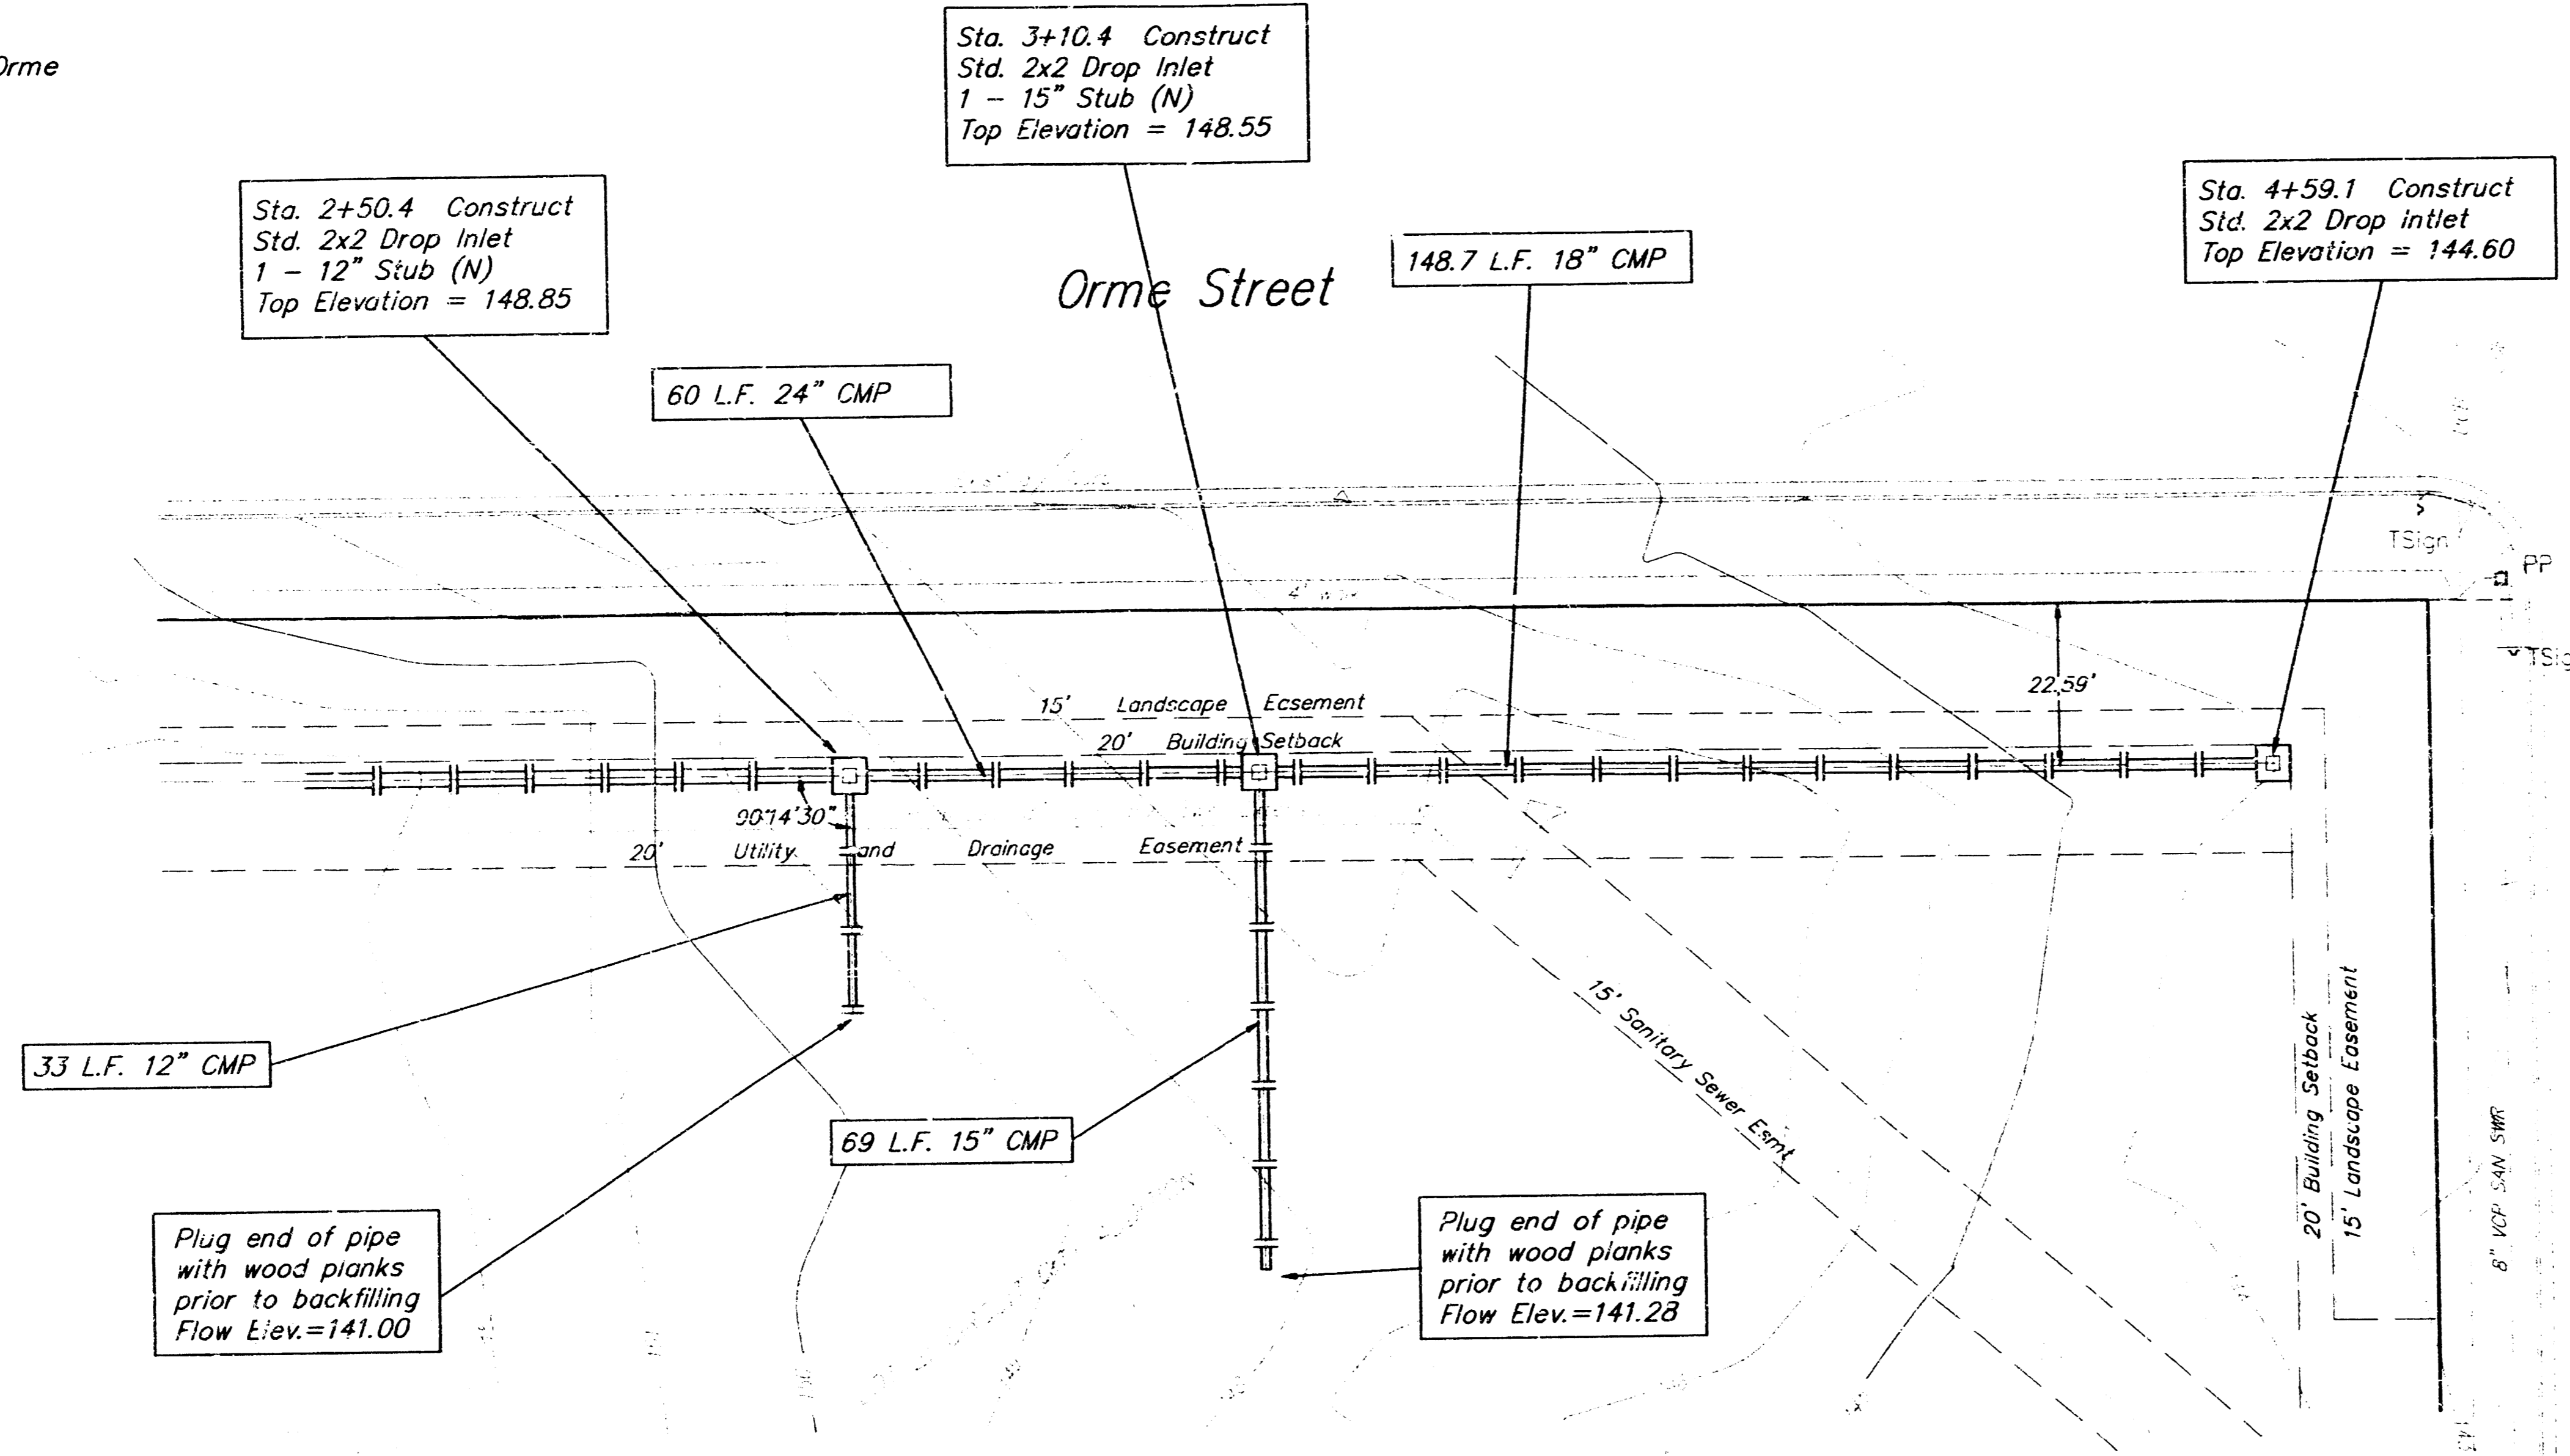 Orme
Sta. 3+10.4 Construct
Std. 2x2 Drop Inlet
1 - 15" Stub (N)
Top Elevation = 148.55
Sta. 2+50.4 Construct
Std. 2x2 Drop Inlet
1 - 12" Stub (N)
Top Elevation = 148.85
Sta. 4+59.1 Construct
Std. 2x2 Drop Intlet
Top Elevation = 144.60
Orme Street
148.7 L.F. 18" CMP
60 L.F. 24" CMP
TSign
PP
4' walk
TSig
22.59'
15' Landscape Easement
20' Building Setback
90°14'30"
20' Utility and Drainage Easement
33 L.F. 12" CMP
69 L.F. 15" CMP
15' Sanitary Sewer Esmt
20' Building Setback
15' Landscape Easement
8" VCP SAN SWR
Plug end of pipe
with wood planks
prior to backfilling
Flow Elev.=141.00
Plug end of pipe
with wood planks
prior to backfilling
Flow Elev.=141.28